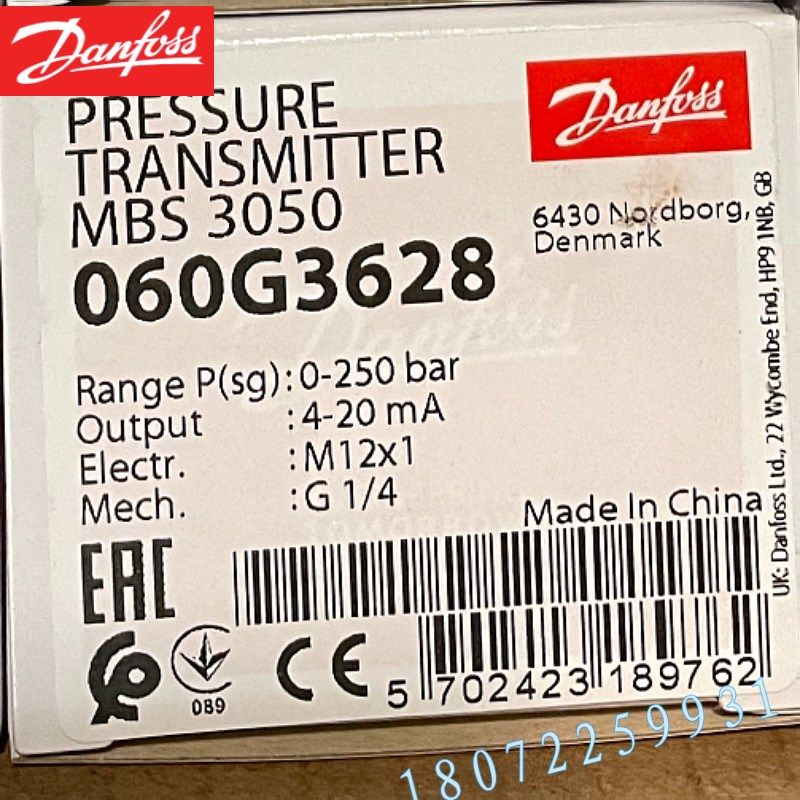 Danfoss
PRESSURE
TRANSMITTER
MBS 3050
060G3628
Danfoss
6430 Nordborg,
Denmark
Range P(sg): 0-250 bar
Output : 4-20 mA
Electr. : M12x1
Mech. : G 1/4
Danfoss
Made In China
UK: Danfoss Ltd., 22 Wycombe End, HP9 1NB, GB
EAC
089
CE
5 702423 189762
18072259931